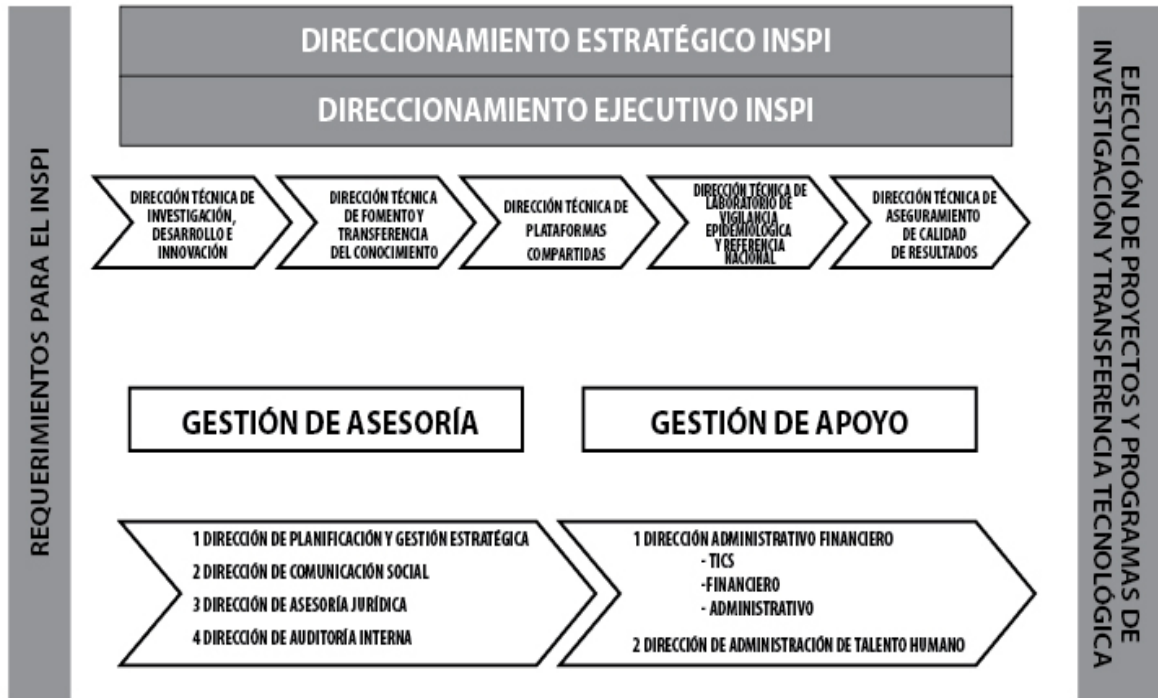 REQUERIMIENTOS PARA EL INSPI
DIRECCIONAMIENTO ESTRATÉGICO INSPI
DIRECCIONAMIENTO EJECUTIVO INSPI
DIRECCIÓN TÉCNICA DE
INVESTIGACIÓN,
DESARROLLO E
INNOVACIÓN
DIRECCIÓN TÉCNICA
DE FOMENTO Y
TRANSFERENCIA
DEL CONOCIMIENTO
DIRECCIÓN TÉCNICA DE
PLATAFORMAS
COMPARTIDAS
DIRECCIÓN TÉCNICA DE
LABORATORIO DE
VIGILANCIA
EPIDEMIOLÓGICA
Y REFERENCIA
NACIONAL
DIRECCIÓN TÉCNICA DE
ASEGURAMIENTO
DE CALIDAD
DE RESULTADOS
GESTIÓN DE ASESORÍA
GESTIÓN DE APOYO
1 DIRECCIÓN DE PLANIFICACIÓN Y GESTIÓN ESTRATÉGICA
2 DIRECCIÓN DE COMUNICACIÓN SOCIAL
3 DIRECCIÓN DE ASESORÍA JURÍDICA
4 DIRECCIÓN DE AUDITORÍA INTERNA
1 DIRECCIÓN ADMINISTRATIVO FINANCIERO
- TICS
-FINANCIERO
- ADMINISTRATIVO
2 DIRECCIÓN DE ADMINISTRACIÓN DE TALENTO HUMANO
EJECUCIÓN DE PROYECTOS Y PROGRAMAS DE
INVESTIGACIÓN Y TRANSFERENCIA TECNOLÓGICA